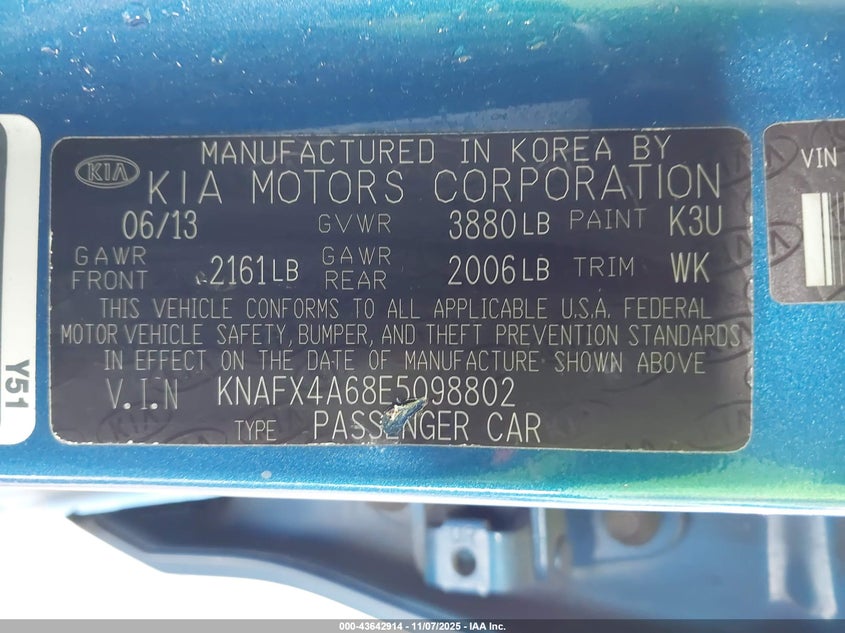 MANUFACTURED IN KOREA BY
KIA KIA MOTORS CORPORATION
06/13 GVWR 3880LB PAINT K3U
GAWR FRONT 2161LB GAWR REAR 2006LB TRIM WK
THIS VEHICLE CONFORMS TO ALL APPLICABLE U.S.A. FEDERAL
MOTOR VEHICLE SAFETY, BUMPER, AND THEFT PREVENTION STANDARDS
IN EFFECT ON THE DATE OF MANUFACTURE SHOWN ABOVE
V.I.N KNAFX4A68E5098802
TYPE PASSENGER CAR
Y51
VIN
000-43642914 - 11/07/2025 - IAA, Inc.